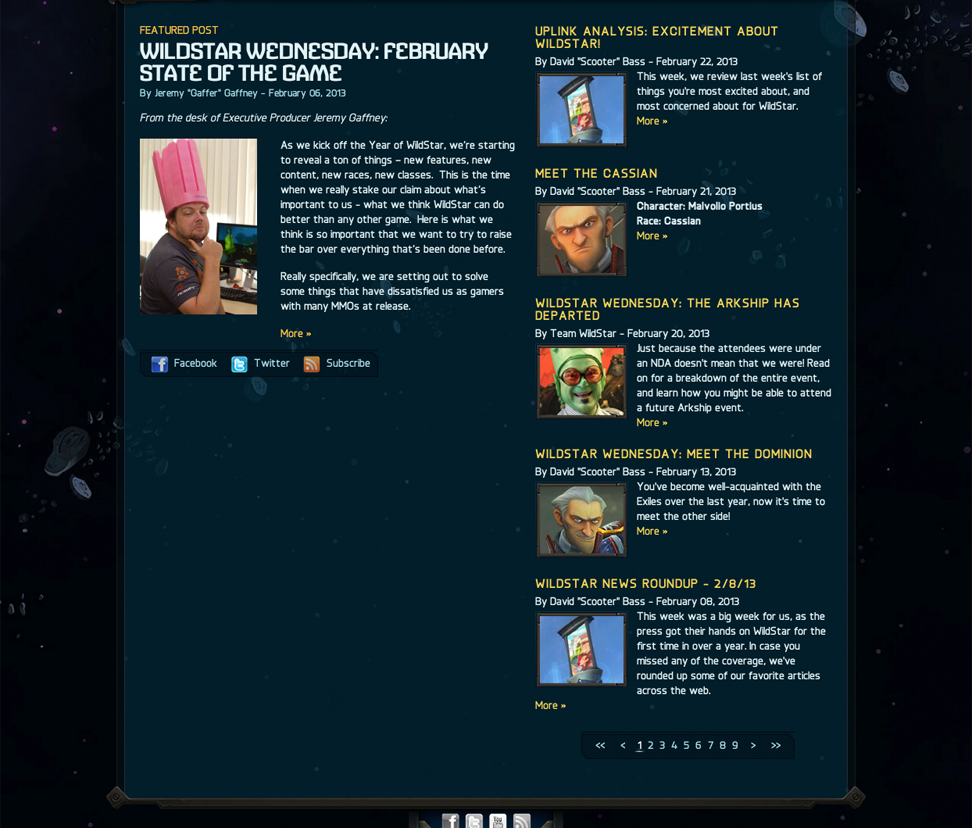 FEATURED POST
WILDSTAR WEDNESDAY: FEBRUARY
STATE OF THE GAME
By Jeremy "Gaffer" Gaffney - February 06, 2013
From the desk of Executive Producer Jeremy Gaffney:
As we kick off the Year of WildStar, we're starting
to reveal a ton of things – new features, new
content, new races, new classes.  This is the time
when we really stake our claim about what's
important to us - what we think WildStar can do
better than any other game.  Here is what we
think is so important that we want to try to raise
the bar over everything that's been done before.
Really specifically, we are setting out to solve
some things that have dissatisfied us as gamers
with many MMOs at release.
More »
Facebook Twitter Subscribe
UPLINK ANALYSIS: EXCITEMENT ABOUT
WILDSTAR!
By David "Scooter" Bass - February 22, 2013
This week, we review last week's list of
things you're most excited about, and
most concerned about for WildStar.
More »
MEET THE CASSIAN
By David "Scooter" Bass - February 21, 2013
Character: Malvolio Portius
Race: Cassian
More »
WILDSTAR WEDNESDAY: THE ARKSHIP HAS
DEPARTED
By Team WildStar - February 20, 2013
Just because the attendees were under
an NDA doesn't mean that we were! Read
on for a breakdown of the entire event,
and learn how you might be able to attend
a future Arkship event.
More »
WILDSTAR WEDNESDAY: MEET THE DOMINION
By David "Scooter" Bass - February 13, 2013
You've become well-acquainted with the
Exiles over the last year, now it's time to
meet the other side!
More »
WILDSTAR NEWS ROUNDUP - 2/8/13
By David "Scooter" Bass - February 08, 2013
This week was a big week for us, as the
press got their hands on WildStar for the
first time in over a year. In case you
missed any of the coverage, we've
rounded up some of our favorite articles
across the web.
More »
<< < 1 2 3 4 5 6 7 8 9 > >>
You